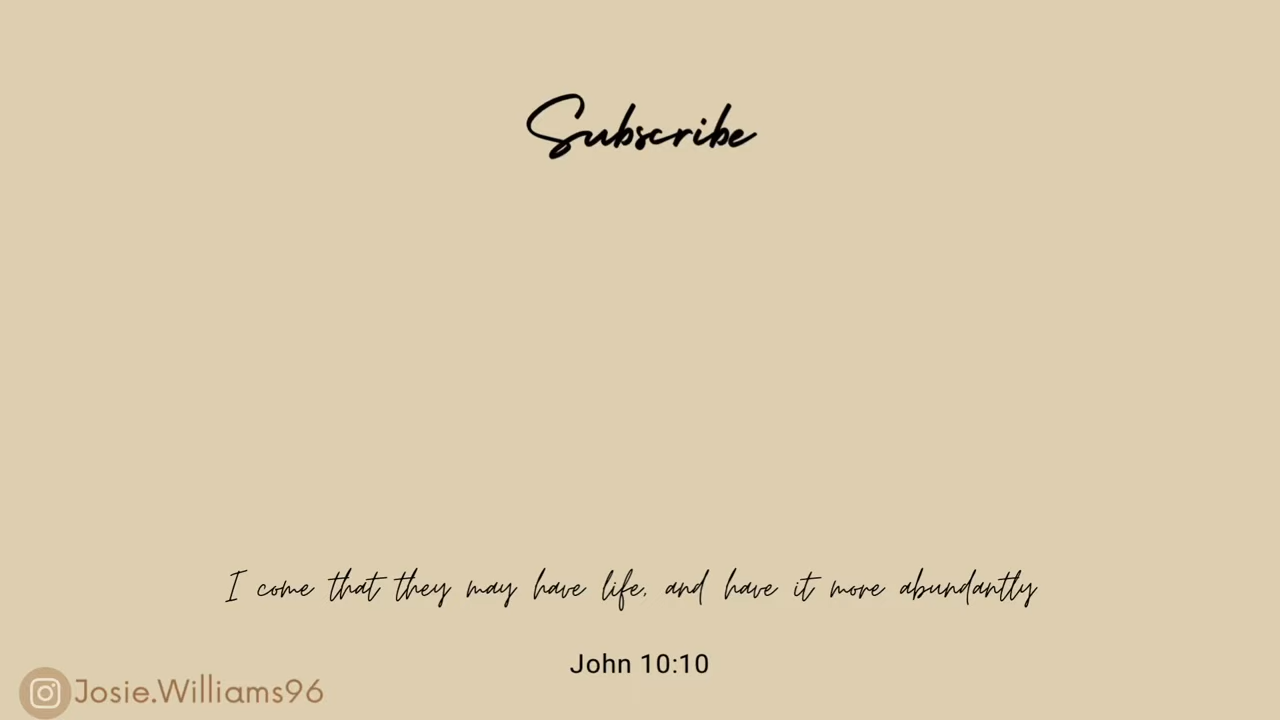 Subscribe
I come that they may have life, and have it more abundantly
John 10:10
Josie.Williams96